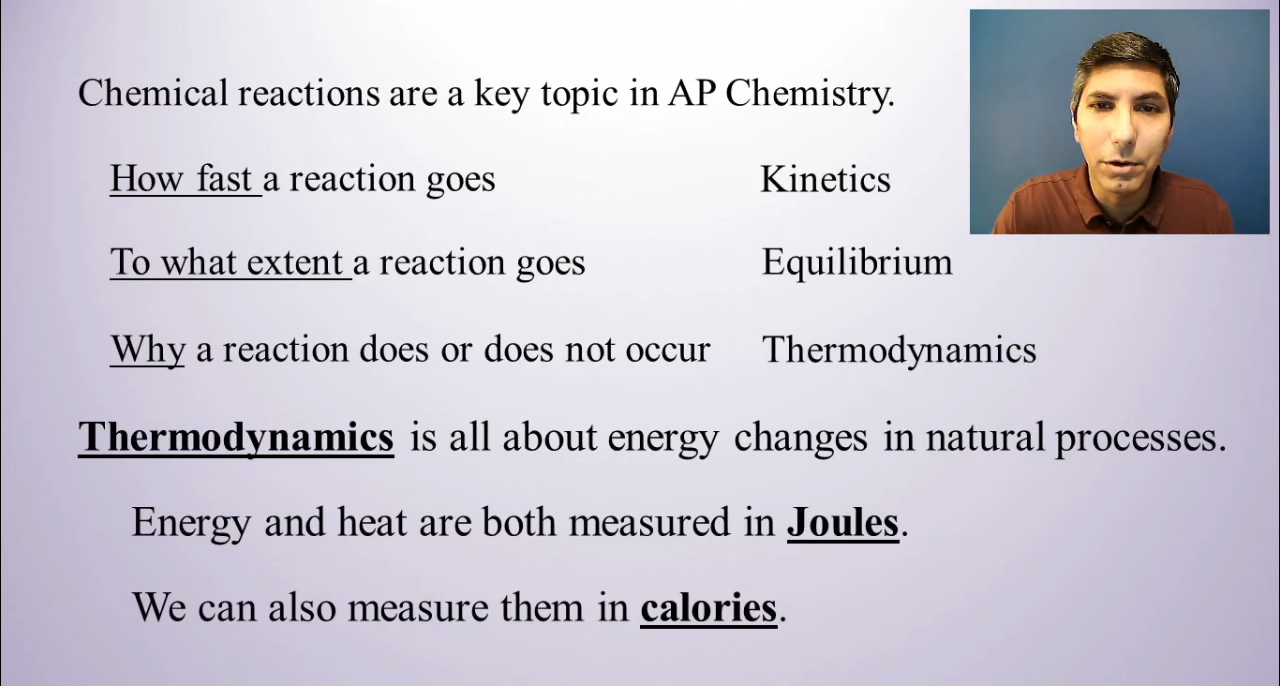 Chemical reactions are a key topic in AP Chemistry.
How fast a reaction goes Kinetics
To what extent a reaction goes Equilibrium
Why a reaction does or does not occur Thermodynamics
Thermodynamics is all about energy changes in natural processes.
Energy and heat are both measured in Joules.
We can also measure them in calories.